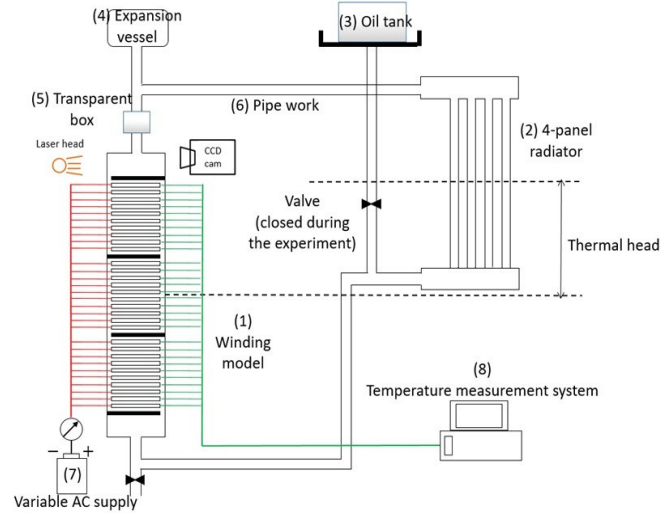 (4) Expansion
vessel
(3) Oil tank
(5) Transparent
box
(6) Pipe work
(2) 4-panel
radiator
Laser head
CCD
cam
Valve
(closed during
the experiment)
Thermal head
(1)
Winding
model
(8)
Temperature measurement system
− +
(7)
Variable AC supply